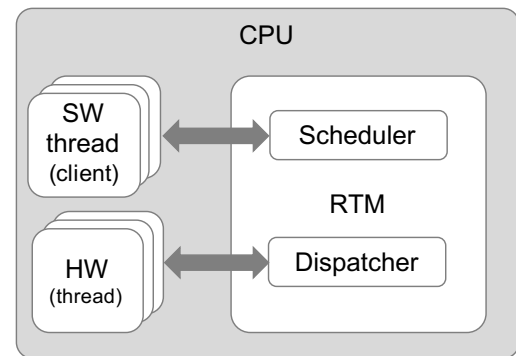 CPU
SW
thread
(client)
Scheduler
RTM
HW
(thread)
Dispatcher